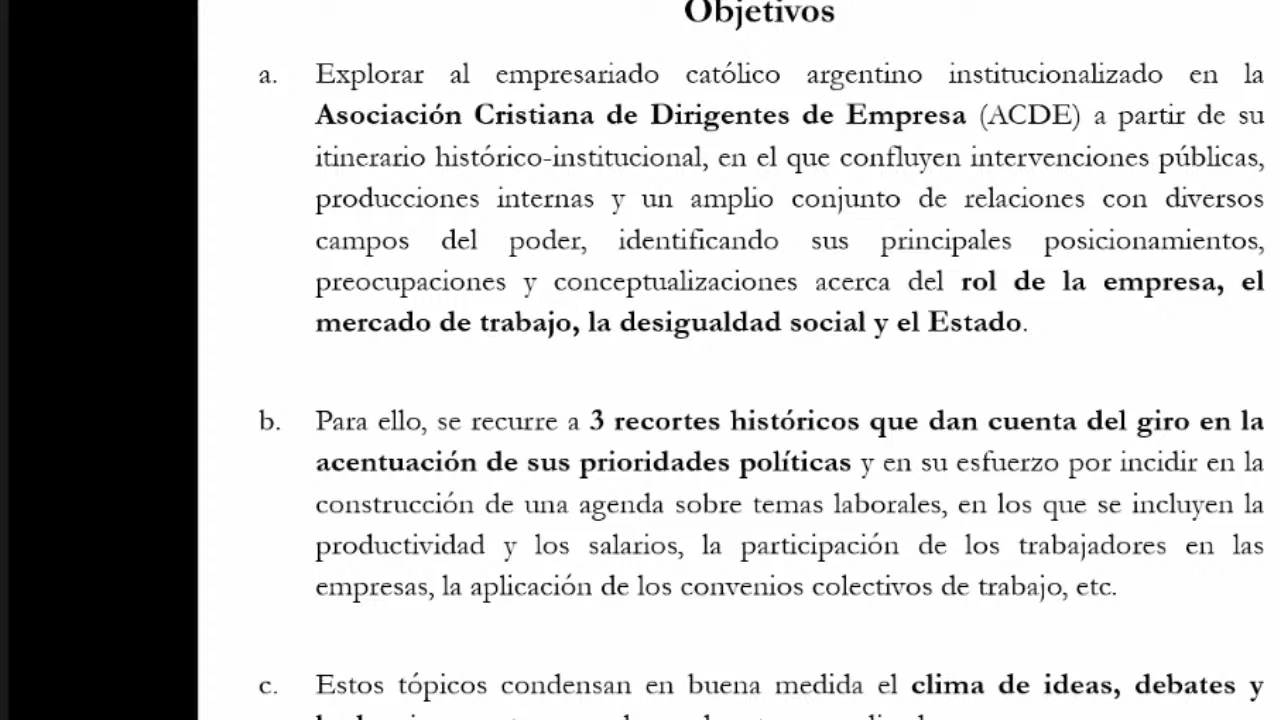 Objetivos
a. Explorar al empresariado católico argentino institucionalizado en la
Asociación Cristiana de Dirigentes de Empresa (ACDE) a partir de su
itinerario histórico-institucional, en el que confluyen intervenciones públicas,
producciones internas y un amplio conjunto de relaciones con diversos
campos del poder, identificando sus principales posicionamientos,
preocupaciones y conceptualizaciones acerca del rol de la empresa, el
mercado de trabajo, la desigualdad social y el Estado.
b. Para ello, se recurre a 3 recortes históricos que dan cuenta del giro en la
acentuación de sus prioridades políticas y en su esfuerzo por incidir en la
construcción de una agenda sobre temas laborales, en los que se incluyen la
productividad y los salarios, la participación de los trabajadores en las
empresas, la aplicación de los convenios colectivos de trabajo, etc.
c. Estos tópicos condensan en buena medida el clima de ideas, debates y